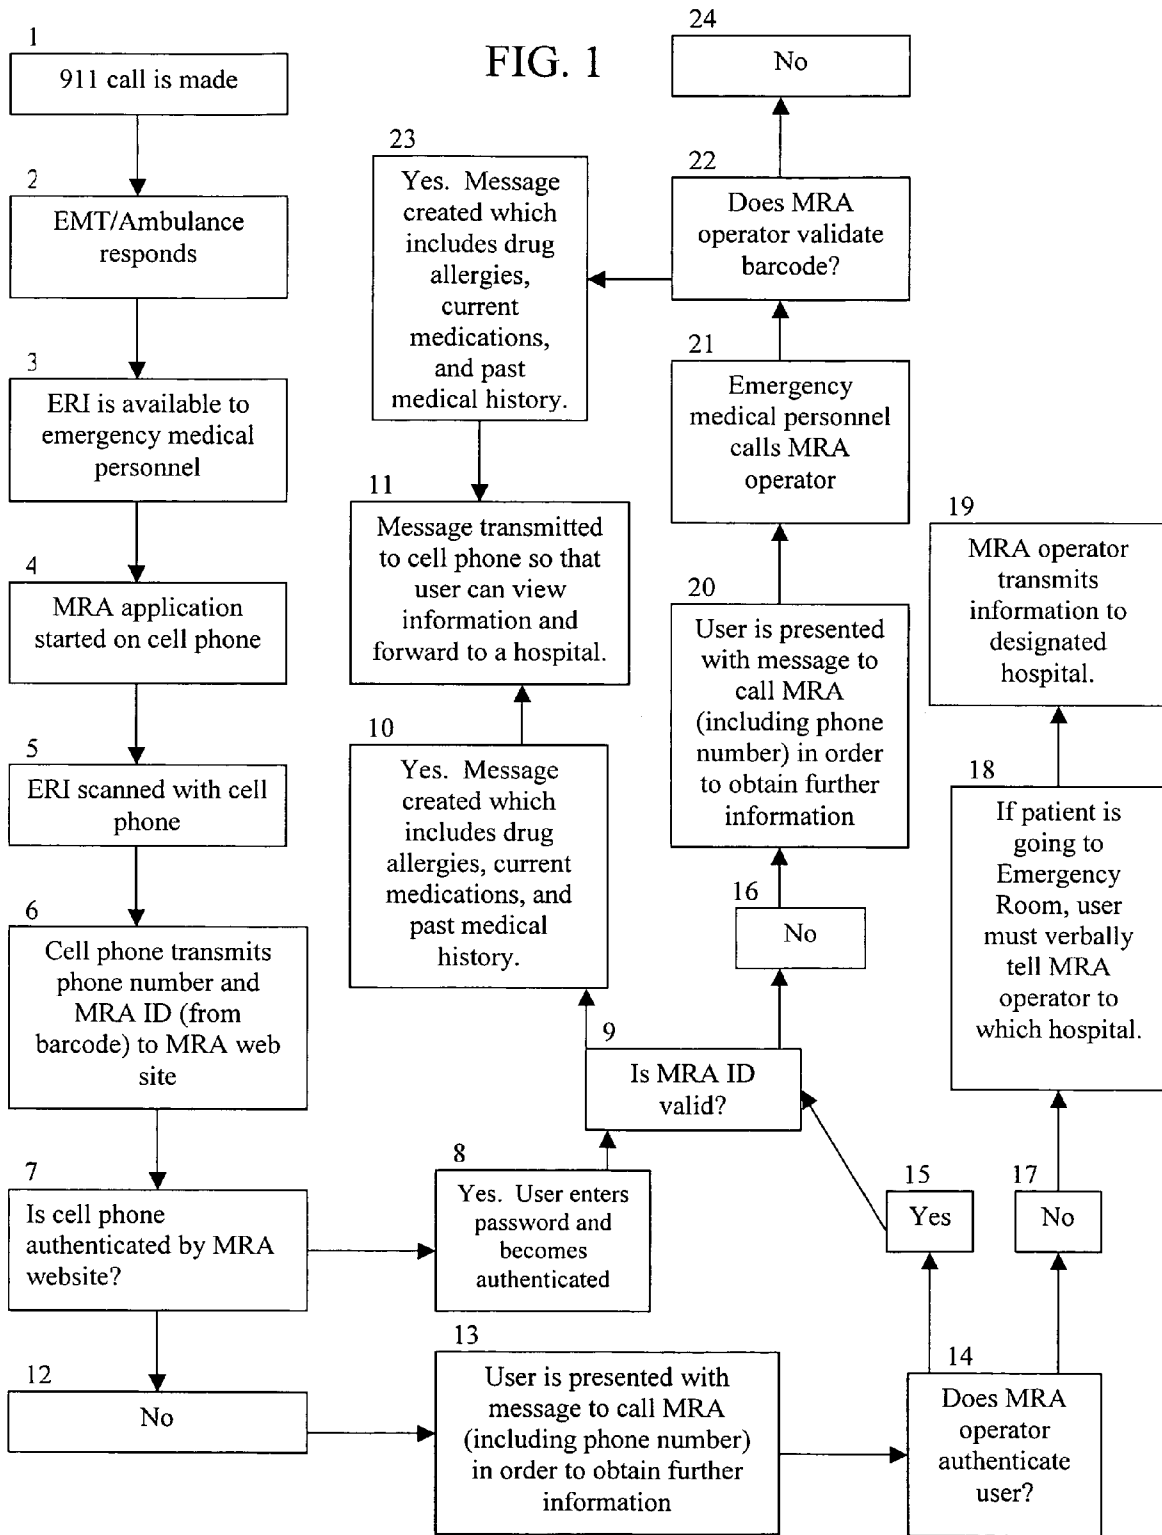 FIG. 1
1
911 call is made
2
EMT/Ambulance
responds
3
ERI is available to
emergency medical
personnel
4
MRA application
started on cell phone
5
ERI scanned with cell
phone
6
Cell phone transmits
phone number and
MRA ID (from
barcode) to MRA web
site
7
Is cell phone
authenticated by MRA
website?
8
Yes. User enters
password and
becomes
authenticated
9
Is MRA ID
valid?
10
Yes. Message
created which
includes drug
allergies, current
medications, and
past medical
history.
11
Message transmitted
to cell phone so that
user can view
information and
forward to a hospital.
12
No
13
User is presented with
message to call MRA
(including phone number)
in order to obtain further
information
14
Does MRA
operator
authenticate
user?
15
Yes
16
No
17
No
18
If patient is
going to
Emergency
Room, user
must verbally
tell MRA
operator to
which hospital.
19
MRA operator
transmits
information to
designated
hospital.
20
User is presented
with message to
call MRA
(including phone
number) in order
to obtain further
information
21
Emergency
medical personnel
calls MRA
operator
22
Does MRA
operator validate
barcode?
23
Yes. Message
created which
includes drug
allergies,
current
medications,
and past
medical history.
24
No